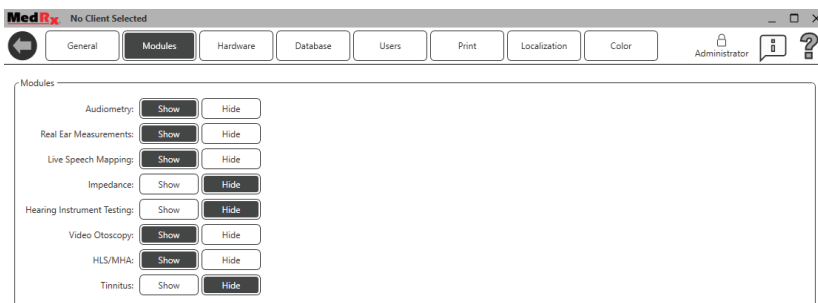 MedRx No Client Selected
General Modules Hardware Database Users Print Localization Color Administrator i ?
Modules
Audiometry: Show Hide
Real Ear Measurements: Show Hide
Live Speech Mapping: Show Hide
Impedance: Show Hide
Hearing Instrument Testing: Show Hide
Video Otoscopy: Show Hide
HLS/MHA: Show Hide
Tinnitus: Show Hide